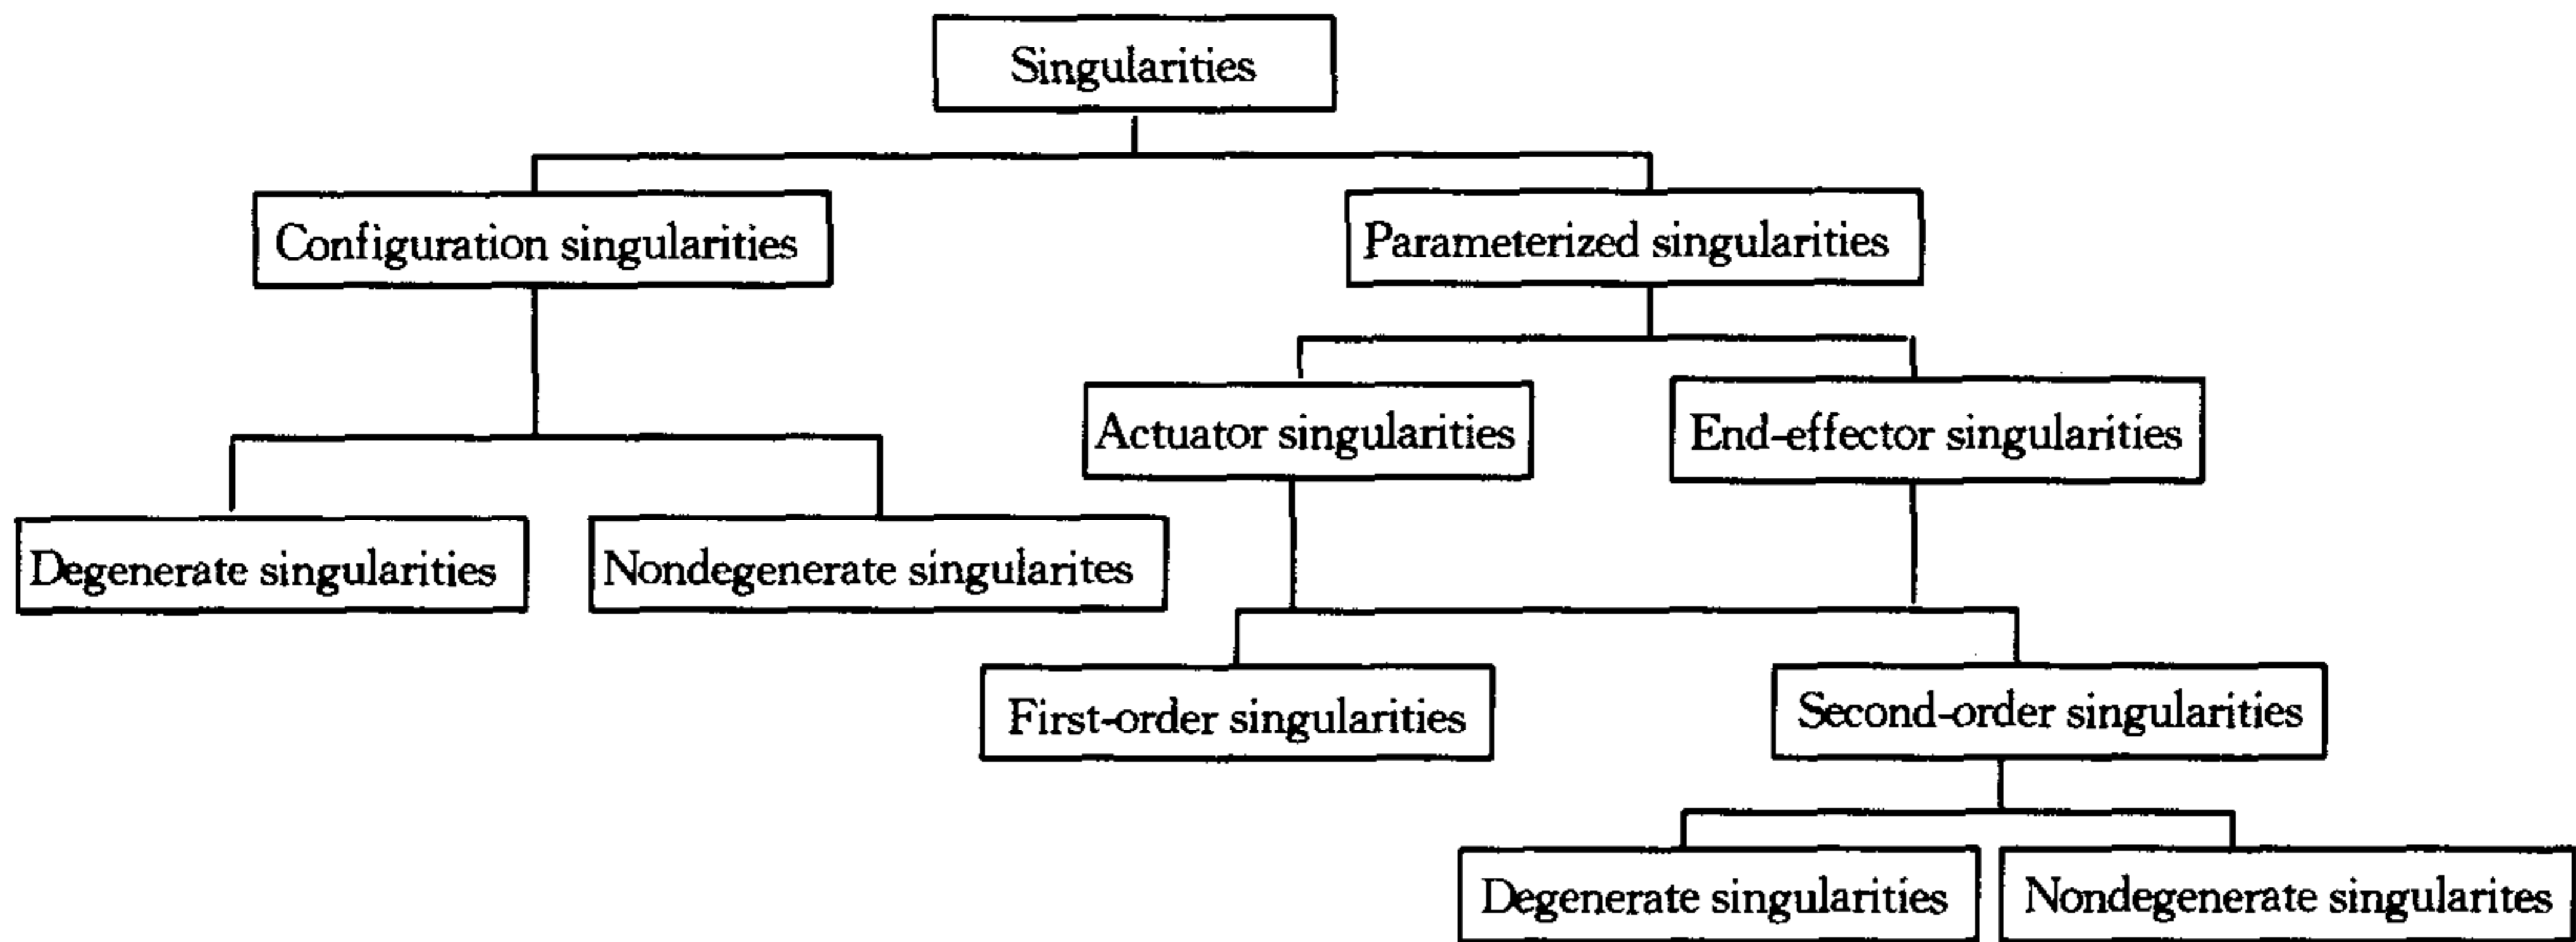 Singularities
Configuration singularities
Parameterized singularities
Actuator singularities
End-effector singularities
Degenerate singularities
Nondegenerate singularites
First-order singularities
Second-order singularities
Degenerate singularities
Nondegenerate singularites